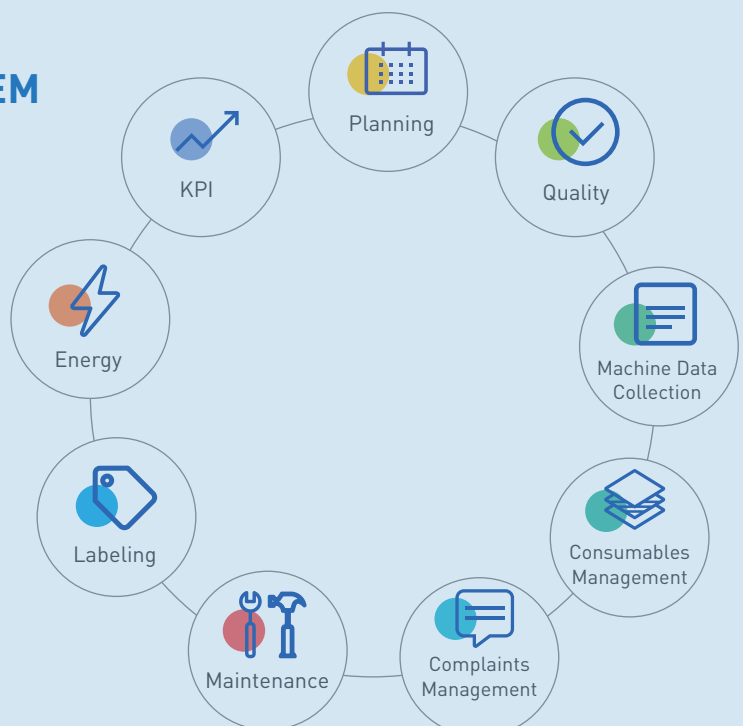 EM
Planning
KPI
Quality
Energy
Machine Data
Collection
Labeling
Consumables
Management
Maintenance
Complaints
Management